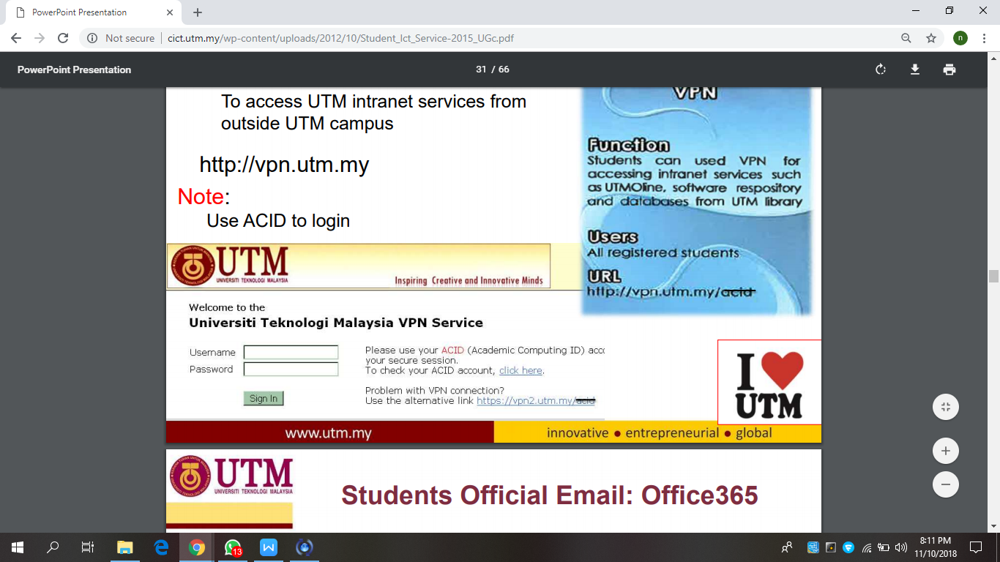 PowerPoint Presentation
Not secure
cict.utm.my/wp-content/uploads/2012/10/Student_Ict_Service-2015_UGc.pdf
n
PowerPoint Presentation
31 / 66
To access UTM intranet services from
outside UTM campus
http://vpn.utm.my
Note:
Use ACID to login
VPN
Function
Students can used VPN for
accessing intranet services such
as UTMOline, software respository
and databases from UTM library
Users
All registered students
URL
http://vpn.utm.my/acid
UTM
UNIVERSITI TEKNOLOGI MALAYSIA
Inspiring Creative and Innovative Minds
Welcome to the
Universiti Teknologi Malaysia VPN Service
Username
Password
Sign In
Please use your ACID (Academic Computing ID) acc
your secure session.
To check your ACID account, click here.
Problem with VPN connection?
Use the alternative link https://vpn2.utm.my/acid
I
UTM
www.utm.my
innovative ● entrepreneurial ● global
UTM
UNIVERSITI TEKNOLOGI MALAYSIA
Students Official Email: Office365
13
W
8:11 PM
11/10/2018